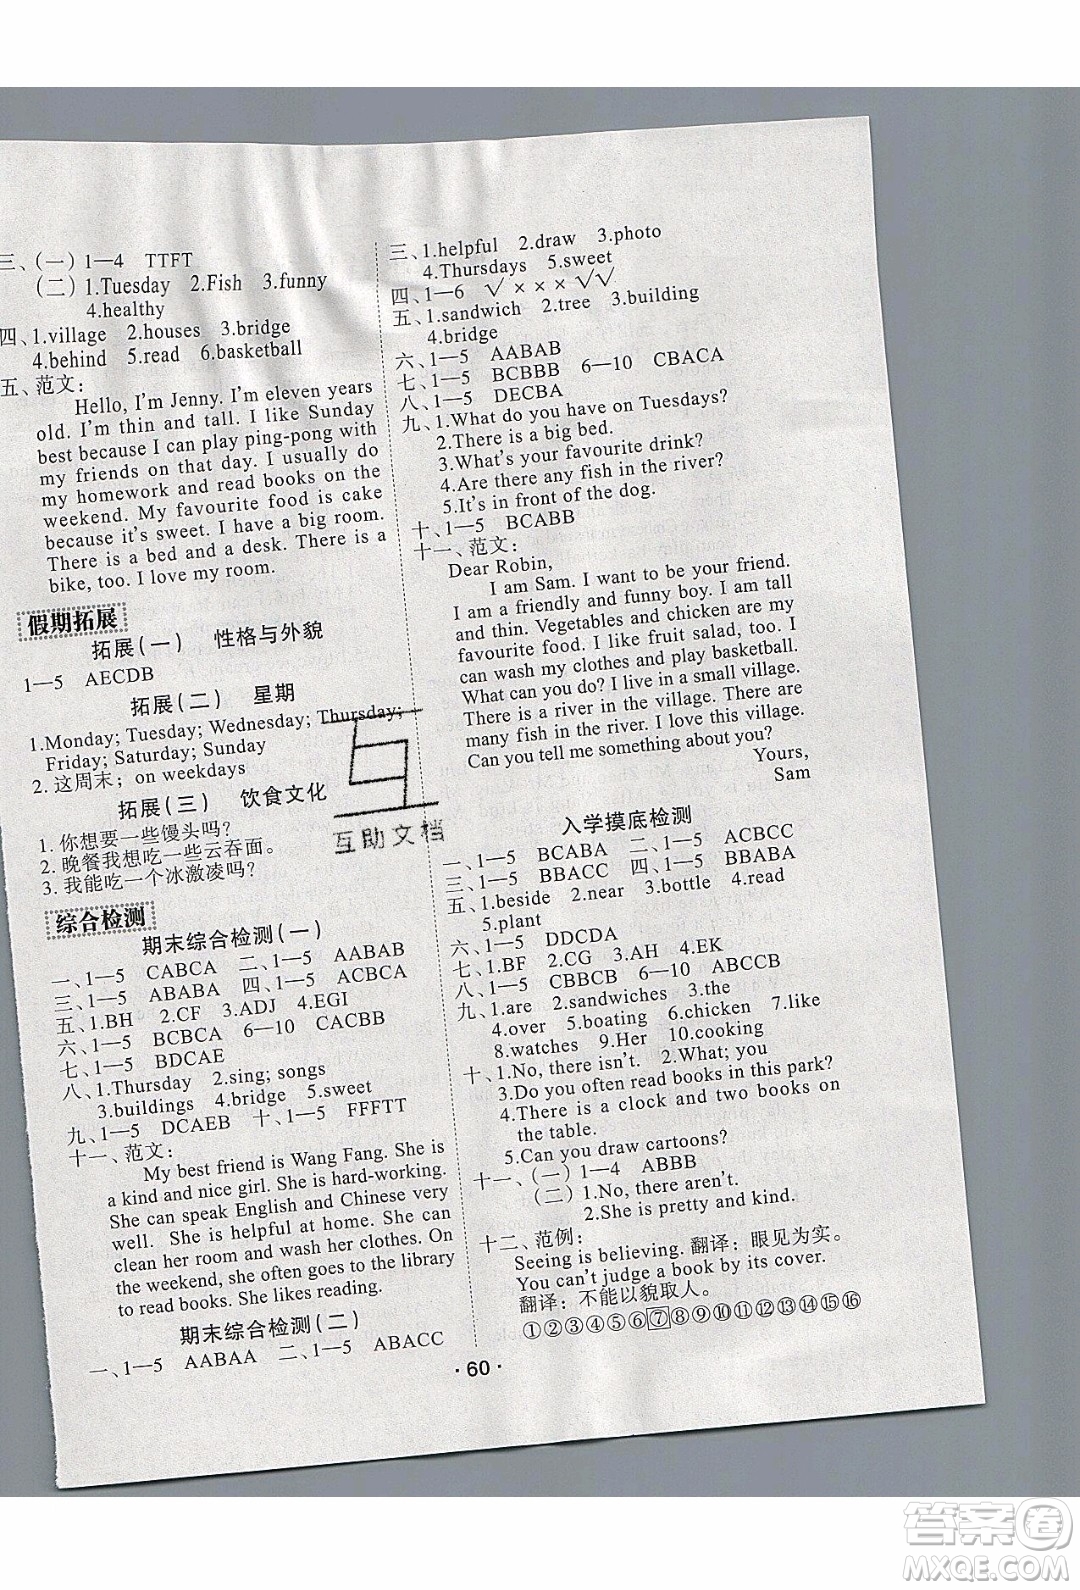 三、(一) 1—4 TTFT
(二) 1.Tuesday 2.Fish 3.funny
4.healthy
四、1.village 2.houses 3.bridge
4.behind 5.read 6.basketball
五、范文：
Hello, I'm Jenny. I'm eleven years
old. I'm thin and tall. I like Sunday
best because I can play ping-pong with
my friends on that day. I usually do
my homework and read books on the
weekend. My favourite food is cake
because it's sweet. I have a big room.
There is a bed and a desk. There is a
bike, too. I love my room.
假期拓展
拓展(一) 性格与外貌
1—5 AECDB
拓展(二) 星期
1.Monday; Tuesday; Wednesday; Thursday;
Friday; Saturday; Sunday
2. 这周末；on weekdays
拓展(三) 饮食文化
1. 你想要一些馒头吗？
2. 晚餐我想吃一些云吞面。
3. 我能吃一个冰激凌吗？
综合检测
期末综合检测(一)
一、1—5 CABCA 二、1—5 AABAB
三、1—5 ABABA 四、1—5 ABCBC
五、1.BH 2.CF 3.ADJ 4.EGI
六、1—5 BCBCA 6—10 CACBB
七、1—5 BDCAE
八、1.Thursday 2.sing; songs
3.buildings 4.bridge 5.sweet
九、1—5 DCAEB 十、1—5 FFFTT
十一、范文：
My best friend is Wang Fang. She is
a kind and nice girl. She is hard-working.
She can speak English and Chinese very
well. She is helpful at home. She can
clean her room and wash her clothes. On
the weekend, she often goes to the library
to read books. She likes reading.
期末综合检测(二)
一、1—5 AABAA 二、1—5 ABACC
三、1.helpful 2.draw 3.photo
4.Thursdays 5.sweet
四、1—6 √ × × × √√
五、1.sandwich 2.tree 3.building
4.bridge
六、1—5 AABAB
七、1—5 BCBBB 6—10 CBACA
八、1—5 DECBA
九、1.What do you have on Tuesdays?
2.There is a big bed.
3.What's your favourite drink?
4.Are there any fish in the river?
5.It's in front of the dog.
十、1—5 BCABB
十一、范文：
Dear Robin,
I am Sam. I want to be your friend.
I am a friendly and funny boy. I am tall
and thin. Vegetables and chicken are my
favourite food. I like fruit salad, too. I
can wash my clothes and play basketball.
What can you do? I live in a small village.
There is a river in the village. There are
many fish in the river. I love this village.
Can you tell me something about you?
Yours,
Sam
入学摸底检测
一、1—5 BCABA 二、1—5 ACBCC
三、1—5 BBACC 四、1—5 BBABA
五、1.beside 2.near 3.bottle 4.read
5.plant
六、1—5 DDCDA
七、1.BF 2.CG 3.AH 4.EK
八、1—5 CBBCB 6—10 ABCCB
九、1.are 2.sandwiches 3.the
4.over 5.boating 6.chicken 7.like
8.watches 9.Her 10.cooking
十、1.No, there isn't. 2.What; you
3.Do you often read books in this park?
4.There is a clock and two books on
the table.
5.Can you draw cartoons?
十一、(一) 1—4 ABBB
(二) 1.No, there aren't.
2.She is pretty and kind.
十二、范例：
Seeing is believing. 翻译：眼见为实。
You can't judge a book by its cover.
翻译：不能以貌取人。
①②③④⑤⑥⑦⑧⑨⑩⑪⑫⑬⑭⑮⑯
· 60 ·
互
互助文档
答案卷
MXQE.COM